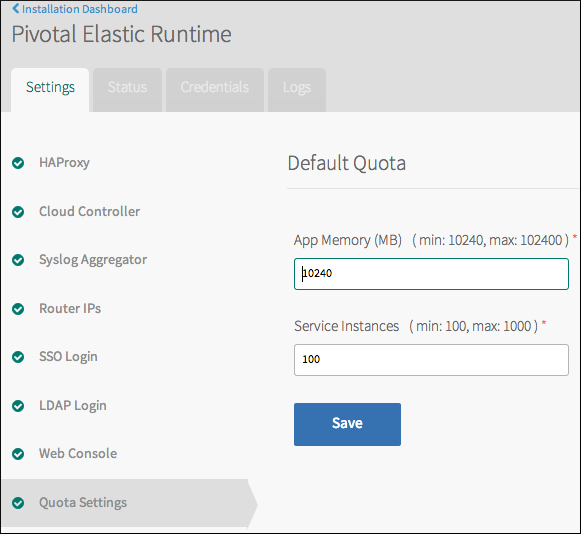 Installation Dashboard
Pivotal Elastic Runtime
Settings Status Credentials Logs
HAProxy
Cloud Controller
Syslog Aggregator
Router IPs
SSO Login
LDAP Login
Web Console
Quota Settings
Default Quota
App Memory (MB) ( min: 10240, max: 102400 ) *
10240
Service Instances ( min: 100, max: 1000 ) *
100
Save